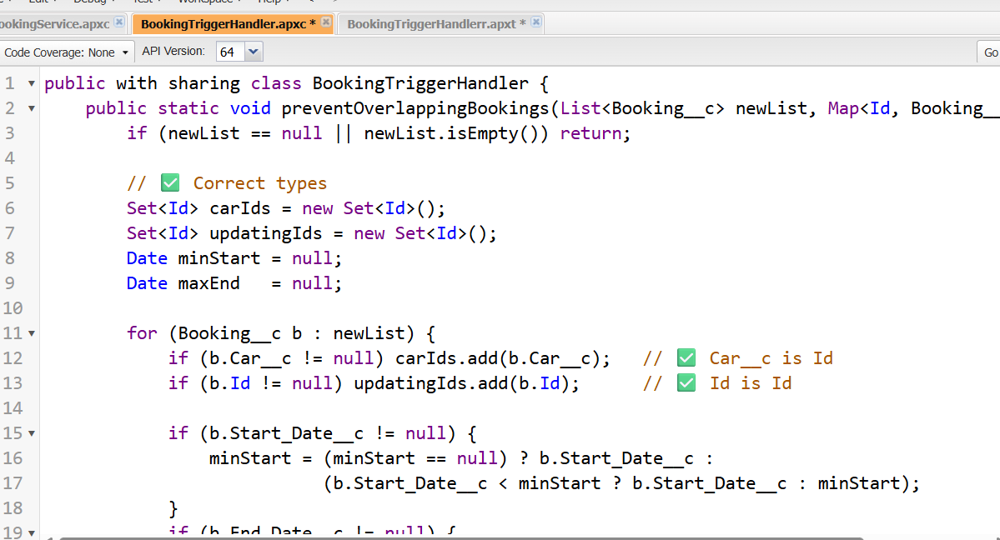 Edit Debug Test Workspace Help < >
ookingService.apxc BookingTriggerHandler.apxc * BookingTriggerHandlerr.apxt *
Code Coverage: None API Version: 64 Go
1 public with sharing class BookingTriggerHandler {
2 public static void preventOverlappingBookings(List<Booking__c> newList, Map<Id, Booking__
3 if (newList == null || newList.isEmpty()) return;
4
5 // ✅ Correct types
6 Set<Id> carIds = new Set<Id>();
7 Set<Id> updatingIds = new Set<Id>();
8 Date minStart = null;
9 Date maxEnd   = null;
10
11 for (Booking__c b : newList) {
12 if (b.Car__c != null) carIds.add(b.Car__c);   // ✅ Car__c is Id
13 if (b.Id != null) updatingIds.add(b.Id);      // ✅ Id is Id
14
15 if (b.Start_Date__c != null) {
16 minStart = (minStart == null) ? b.Start_Date__c :
17 (b.Start_Date__c < minStart ? b.Start_Date__c : minStart);
18 }
19 if (b.End_Date__c != null) {